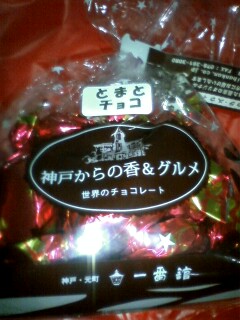 とまと
チョコ
神戸からの香&グルメ
世界のチョコレート
神戸・元町 一番舘